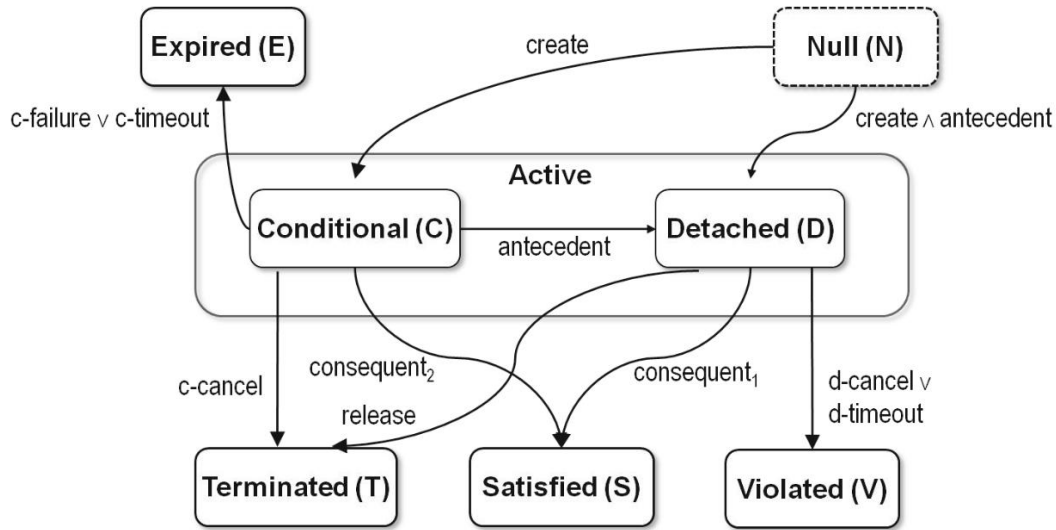 Expired (E)
create
Null (N)
c-failure ∨ c-timeout
create ∧ antecedent
Active
Conditional (C)
antecedent
Detached (D)
c-cancel
consequent₂
release
consequent₁
d-cancel ∨
d-timeout
Terminated (T)
Satisfied (S)
Violated (V)